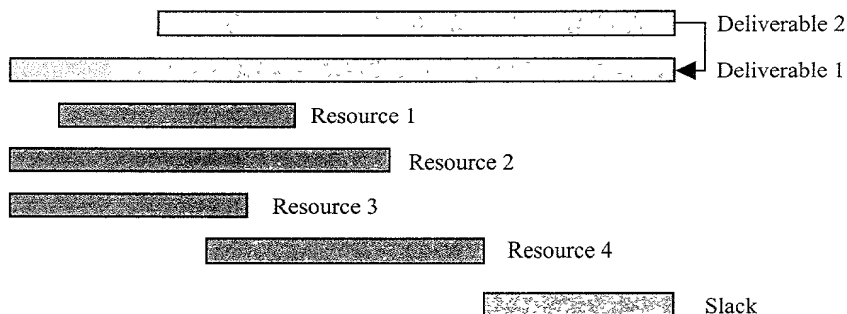 Deliverable 2
Deliverable 1
Resource 1
Resource 2
Resource 3
Resource 4
Slack